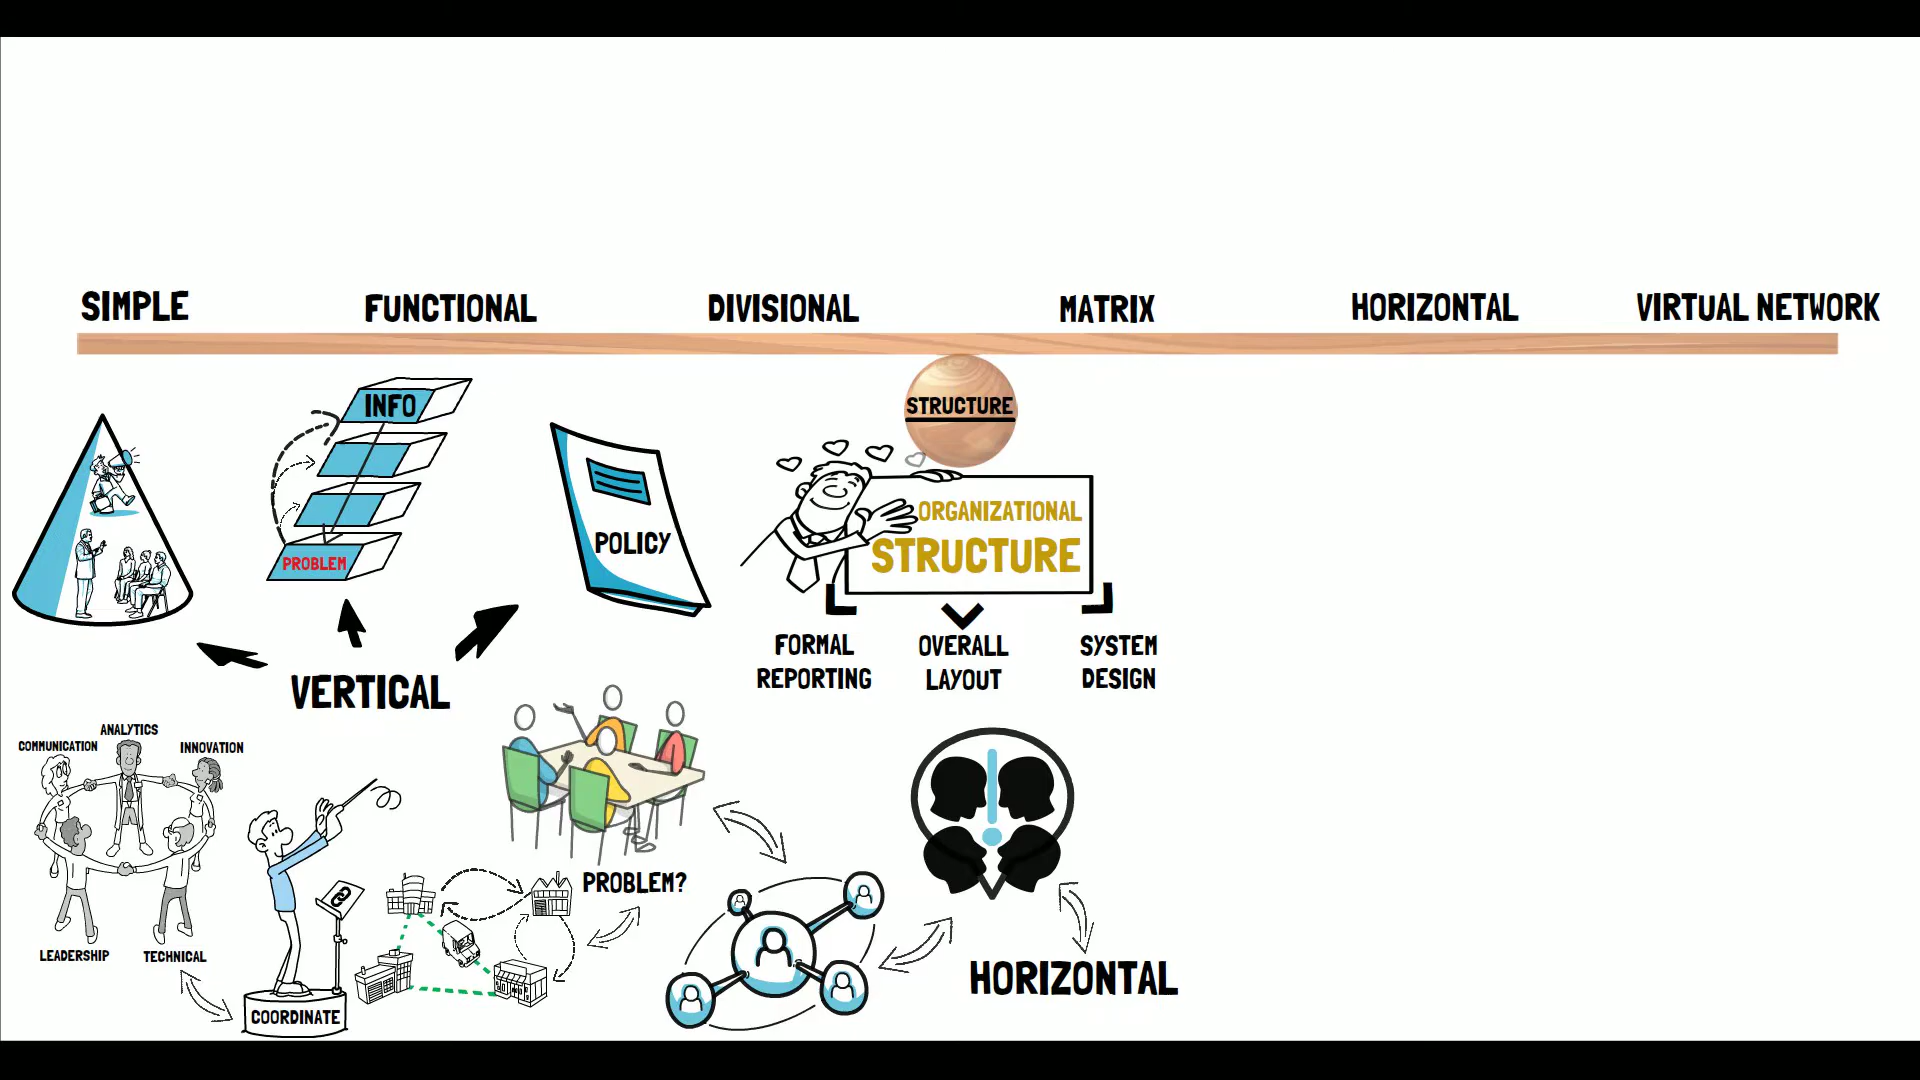 SIMPLE
FUNCTIONAL
DIVISIONAL
MATRIX
HORIZONTAL
VIRTUAL NETWORK
STRUCTURE
INFO
PROBLEM
POLICY
ORGANIZATIONAL
STRUCTURE
FORMAL
REPORTING
OVERALL
LAYOUT
SYSTEM
DESIGN
VERTICAL
ANALYTICS
COMMUNICATION
INNOVATION
LEADERSHIP
TECHNICAL
COORDINATE
PROBLEM?
HORIZONTAL